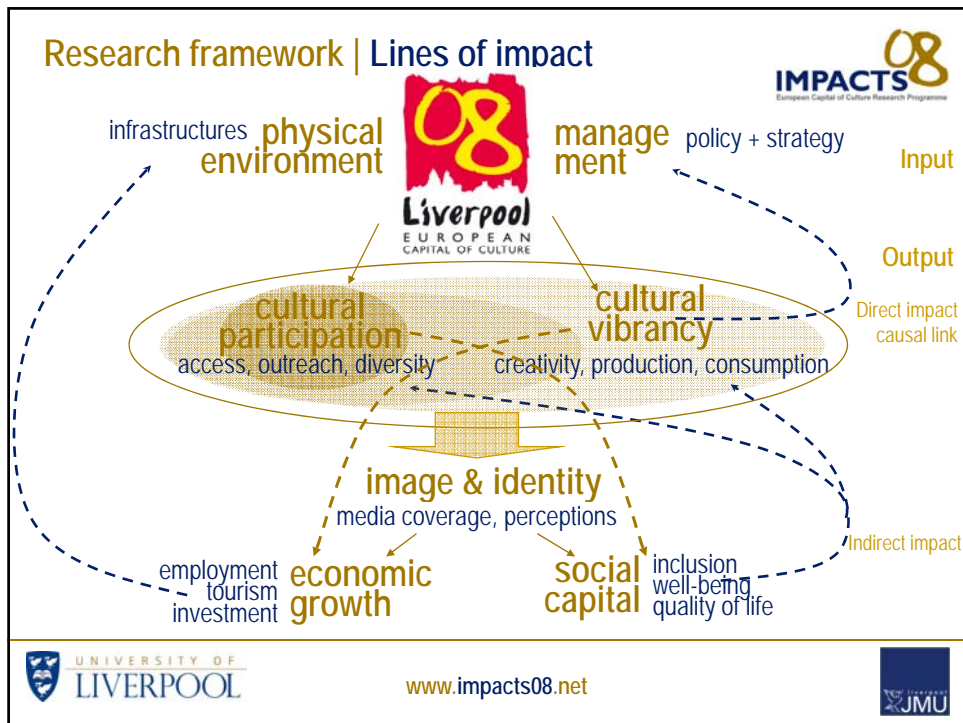 Research framework | Lines of impact
IMPACTS 08
European Capital of Culture Research Programme
08
Liverpool
EUROPEAN
CAPITAL OF CULTURE
infrastructures physical
environment
manage
ment
policy + strategy
Input
Output
Direct impact
causal link
cultural
participation
access, outreach, diversity
cultural
vibrancy
creativity, production, consumption
image & identity
media coverage, perceptions
Indirect impact
employment
tourism
investment
economic
growth
social
capital
inclusion
well-being
quality of life
UNIVERSITY OF
LIVERPOOL
www.impacts08.net
liverpool
JMU